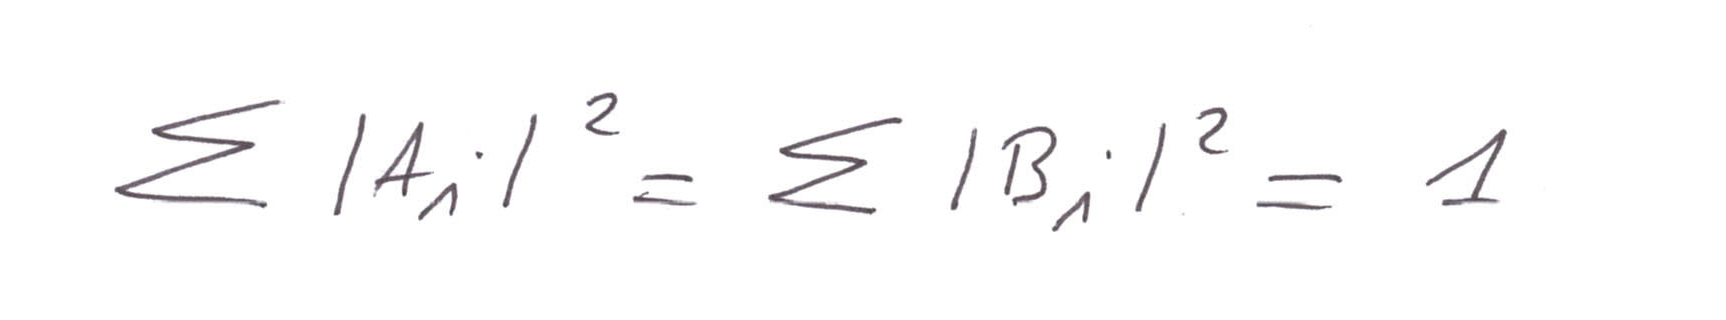 ∑ |A_i|² = ∑ |B_i|² = 1